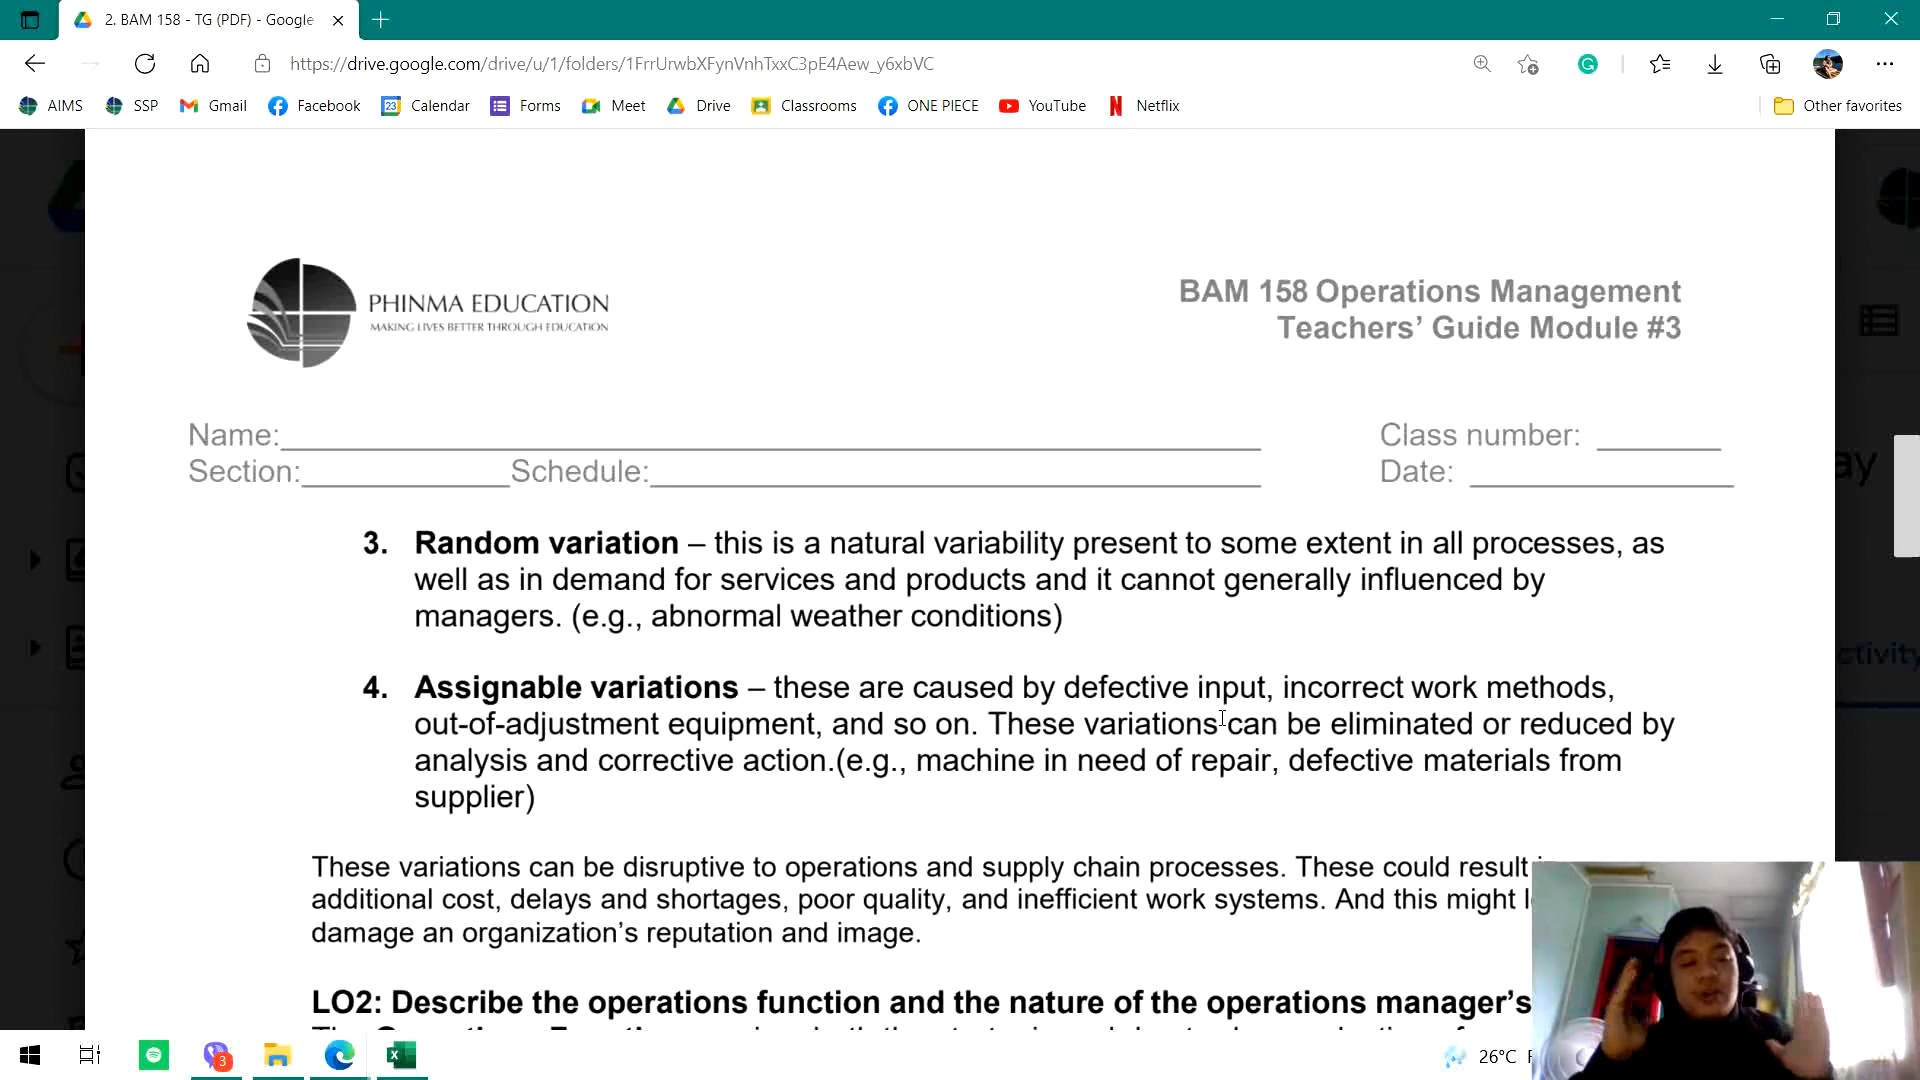 2. BAM 158 - TG (PDF) - Google
https://drive.google.com/drive/u/1/folders/1FrrUrwbXFynVnhTxxC3pE4Aew_y6xbVC
AIMS SSP Gmail Facebook 23 Calendar Forms Meet Drive Classrooms ONE PIECE YouTube Netflix Other favorites
PHINMA EDUCATION
MAKING LIVES BETTER THROUGH EDUCATION
BAM 158 Operations Management
Teachers’ Guide Module #3
Name: Class number:
Section: Schedule: Date:
3. Random variation – this is a natural variability present to some extent in all processes, as
well as in demand for services and products and it cannot generally influenced by
managers. (e.g., abnormal weather conditions)
4. Assignable variations – these are caused by defective input, incorrect work methods,
out-of-adjustment equipment, and so on. These variations can be eliminated or reduced by
analysis and corrective action.(e.g., machine in need of repair, defective materials from
supplier)
These variations can be disruptive to operations and supply chain processes. These could result
additional cost, delays and shortages, poor quality, and inefficient work systems. And this might
damage an organization’s reputation and image.
LO2: Describe the operations function and the nature of the operations manager’s
3
26°C